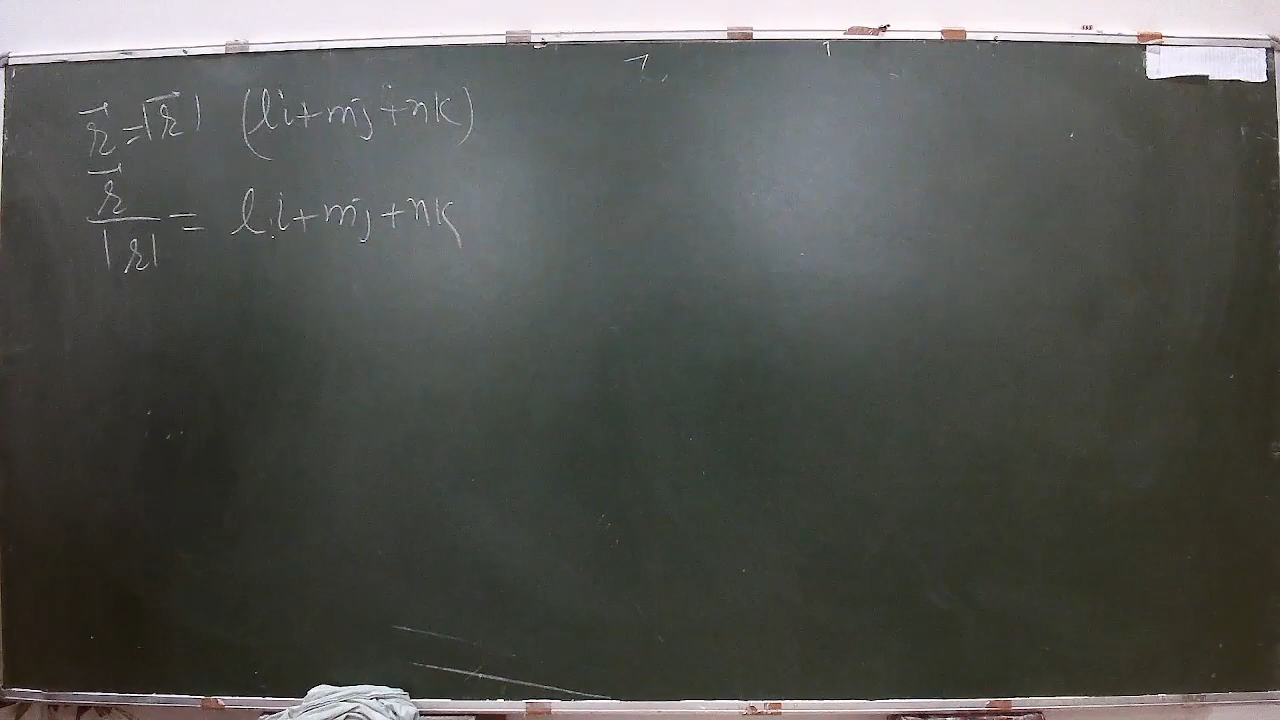 r⃗ = |r⃗| (li+mj+nk)
r⃗/|r| = li+mj+nk